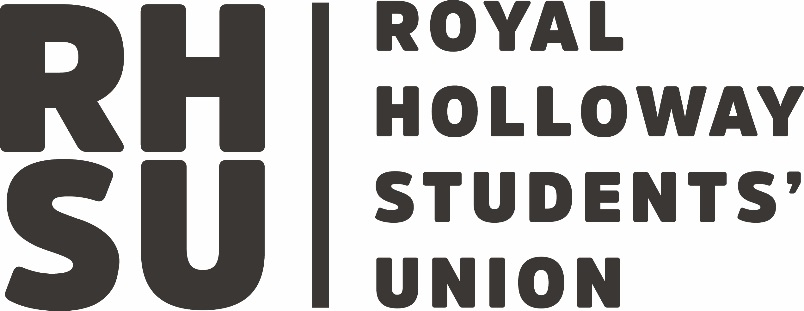 RH
SU
ROYAL
HOLLOWAY
STUDENTS’
UNION